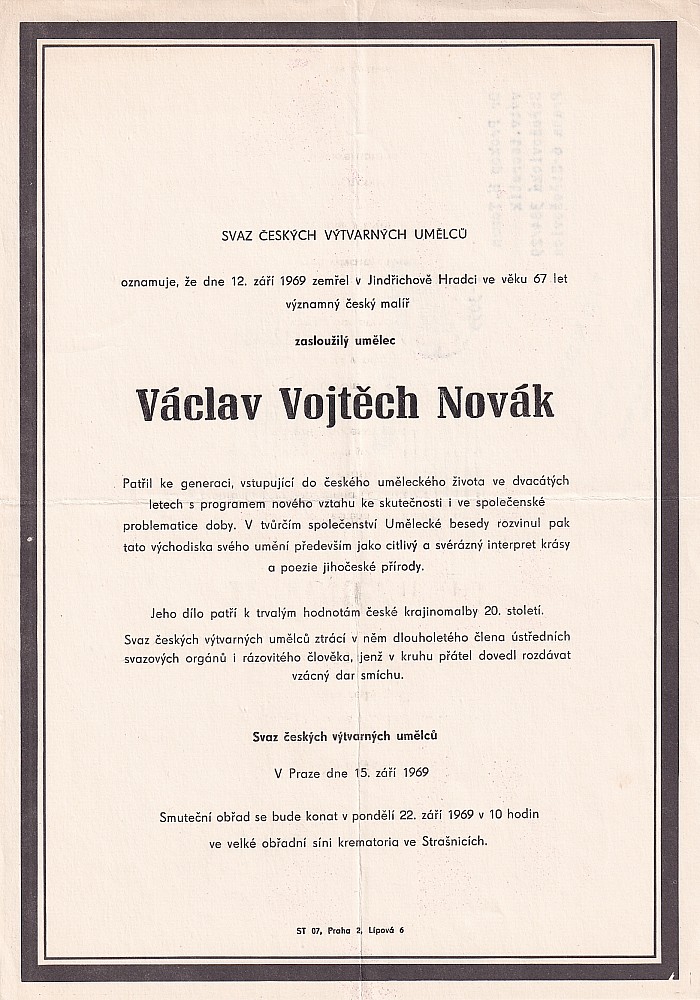 SVAZ ČESKÝCH VÝTVARNÝCH UMĚLCŮ
oznamuje, že dne 12. září 1969 zemřel v Jindřichově Hradci ve věku 67 let
významný český malíř
zasloužilý umělec
Václav Vojtěch Novák
Patřil ke generaci, vstupující do českého uměleckého života ve dvacátých
letech s programem nového vztahu ke skutečnosti i ve společenské
problematice doby. V tvůrčím společenství Umělecké besedy rozvinul pak
tato východiska svého umění především jako citlivý a svérázný interpret krásy
a poezie jihočeské přírody.
Jeho dílo patří k trvalým hodnotám české krajinomalby 20. století.
Svaz českých výtvarných umělců ztrácí v něm dlouholetého člena ústředních
svazových orgánů i rázovitého člověka, jenž v kruhu přátel dovedl rozdávat
vzácný dar smíchu.
Svaz českých výtvarných umělců
V Praze dne 15. září 1969
Smuteční obřad se bude konat v pondělí 22. září 1969 v 10 hodin
ve velké obřadní síni krematoria ve Strašnicích.
ST 07, Praha 2, Lípová 6